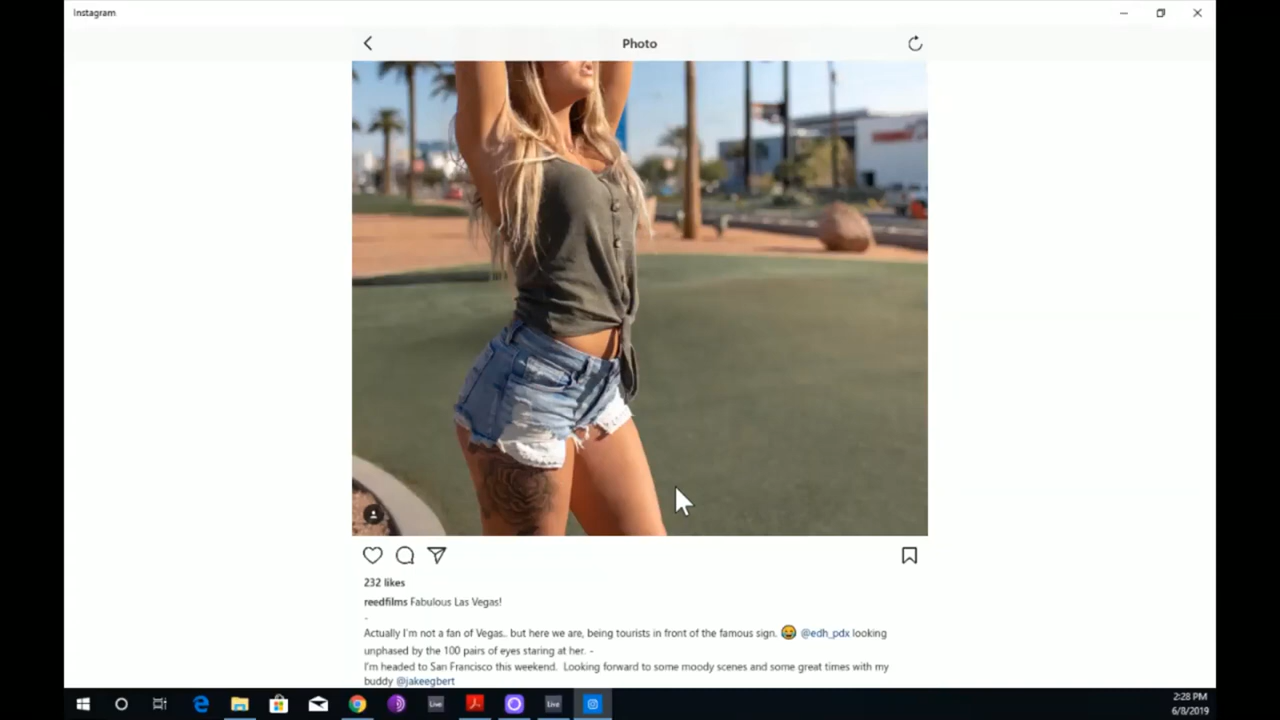 Instagram
Photo
232 likes
reedfilms Fabulous Las Vegas!
-
Actually I'm not a fan of Vegas.. but here we are, being tourists in front of the famous sign. 😂 @edh_pdx looking
unphased by the 100 pairs of eyes staring at her. -
I'm headed to San Francisco this weekend.  Looking forward to some moody scenes and some great times with my
buddy @jakeegbert
Live
Live
2:28 PM
6/8/2019